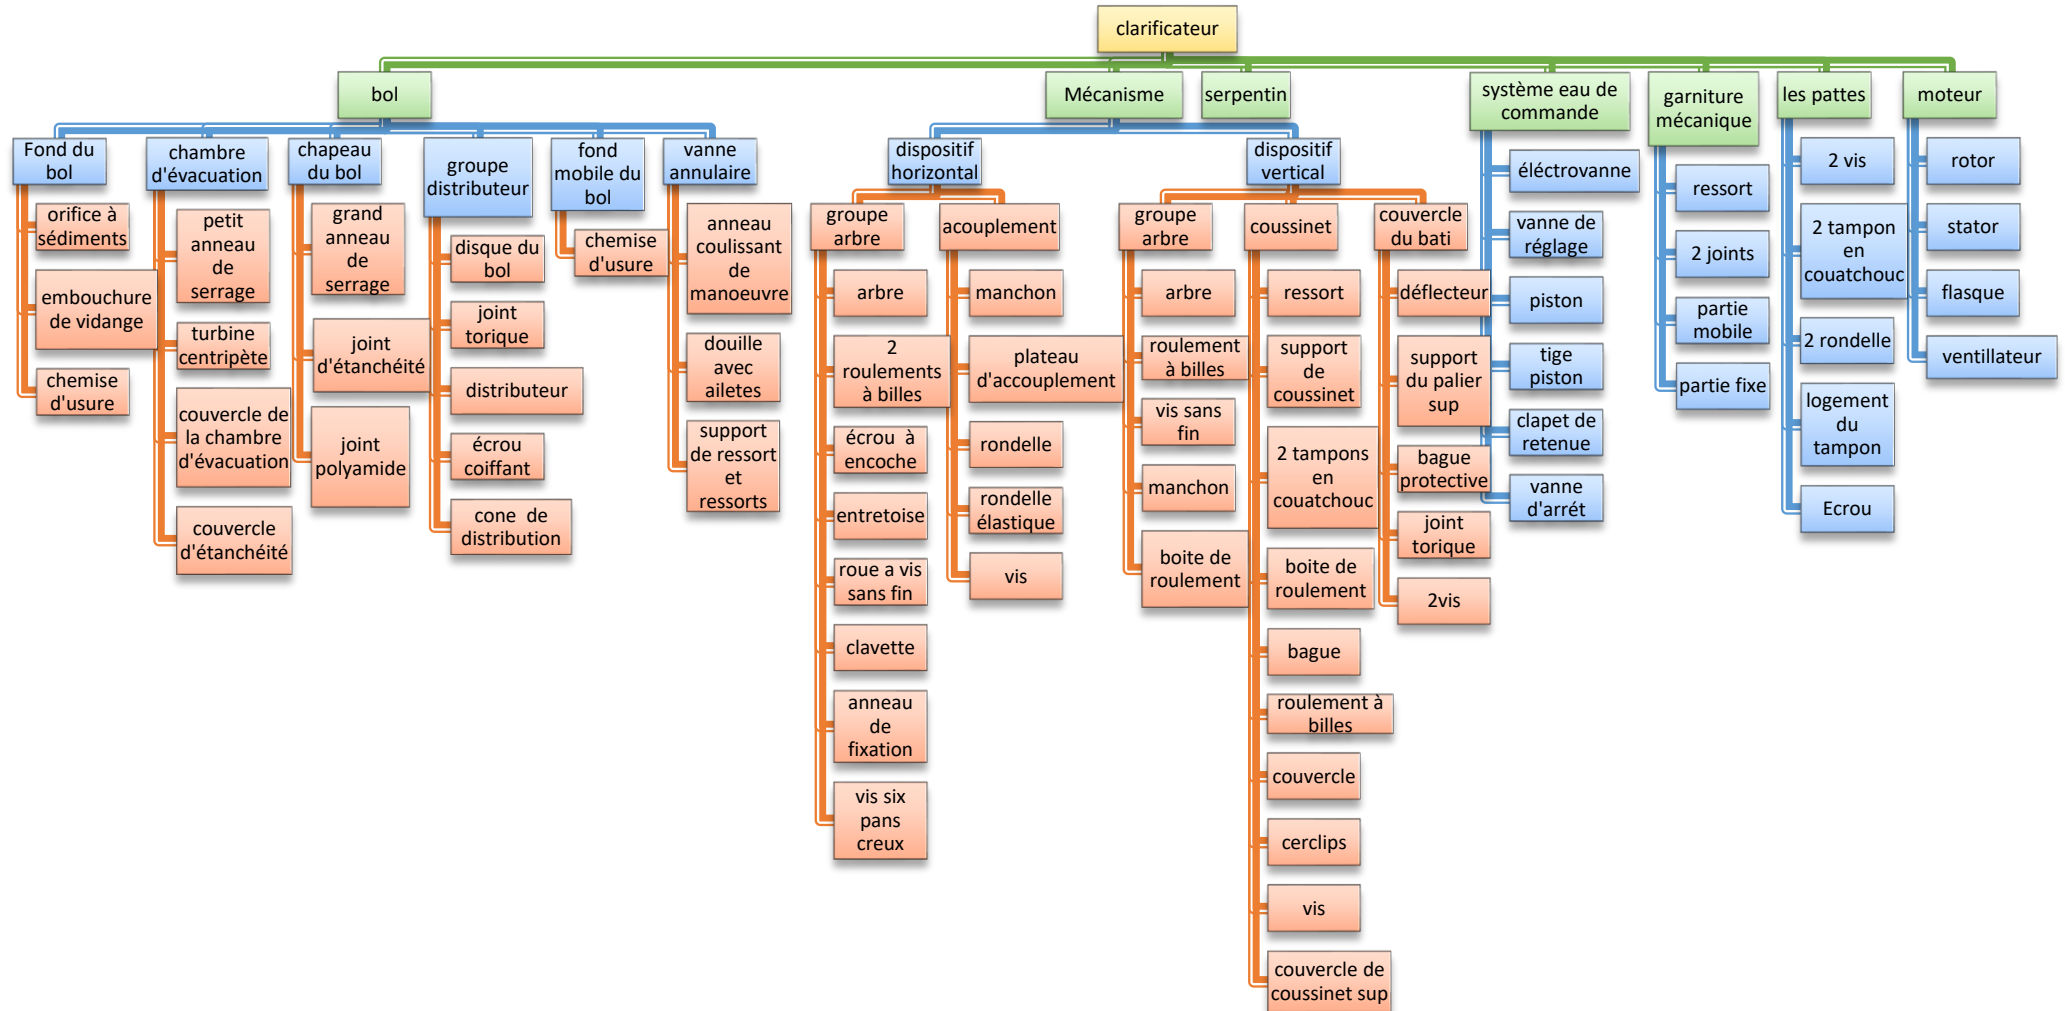 clarificateur
bol
Mécanisme
serpentin
système eau de
commande
garniture
mécanique
les pattes
moteur
Fond du
bol
orifice à
sédiments
embouchure
de vidange
chemise
d'usure
chambre
d'évacuation
petit
anneau
de
serrage
turbine
centripète
couvercle de
la chambre
d'évacuation
couvercle
d'étanchéité
chapeau
du bol
grand
anneau
de
serrage
joint
d'étanchéité
joint
polyamide
groupe
distributeur
disque du
bol
joint
torique
distributeur
écrou
coiffant
cone de
distribution
fond
mobile du
bol
chemise
d'usure
vanne
annulaire
anneau
coulissant
de
manoeuvre
douille
avec
ailetes
support
de ressort
et
ressorts
dispositif
horizontal
groupe
arbre
arbre
2
roulements
à billes
écrou à
encoche
entretoise
roue a vis
sans fin
clavette
anneau
de
fixation
vis six
pans
creux
acouplement
manchon
plateau
d'accouplement
rondelle
rondelle
élastique
vis
dispositif
vertical
groupe
arbre
arbre
roulement
à billes
vis sans
fin
manchon
boite de
roulement
coussinet
ressort
support
de
coussinet
2 tampons
en
couatchouc
boite de
roulement
bague
roulement à
billes
couvercle
cerclips
vis
couvercle de
coussinet sup
couvercle
du bati
déflecteur
support
du palier
sup
bague
protective
joint
torique
2vis
éléctrovanne
vanne de
réglage
piston
tige
piston
clapet de
retenue
vanne
d'arrét
ressort
2 joints
partie
mobile
partie fixe
2 vis
2 tampon
en
couatchouc
2 rondelle
logement
du
tampon
Ecrou
rotor
stator
flasque
ventillateur